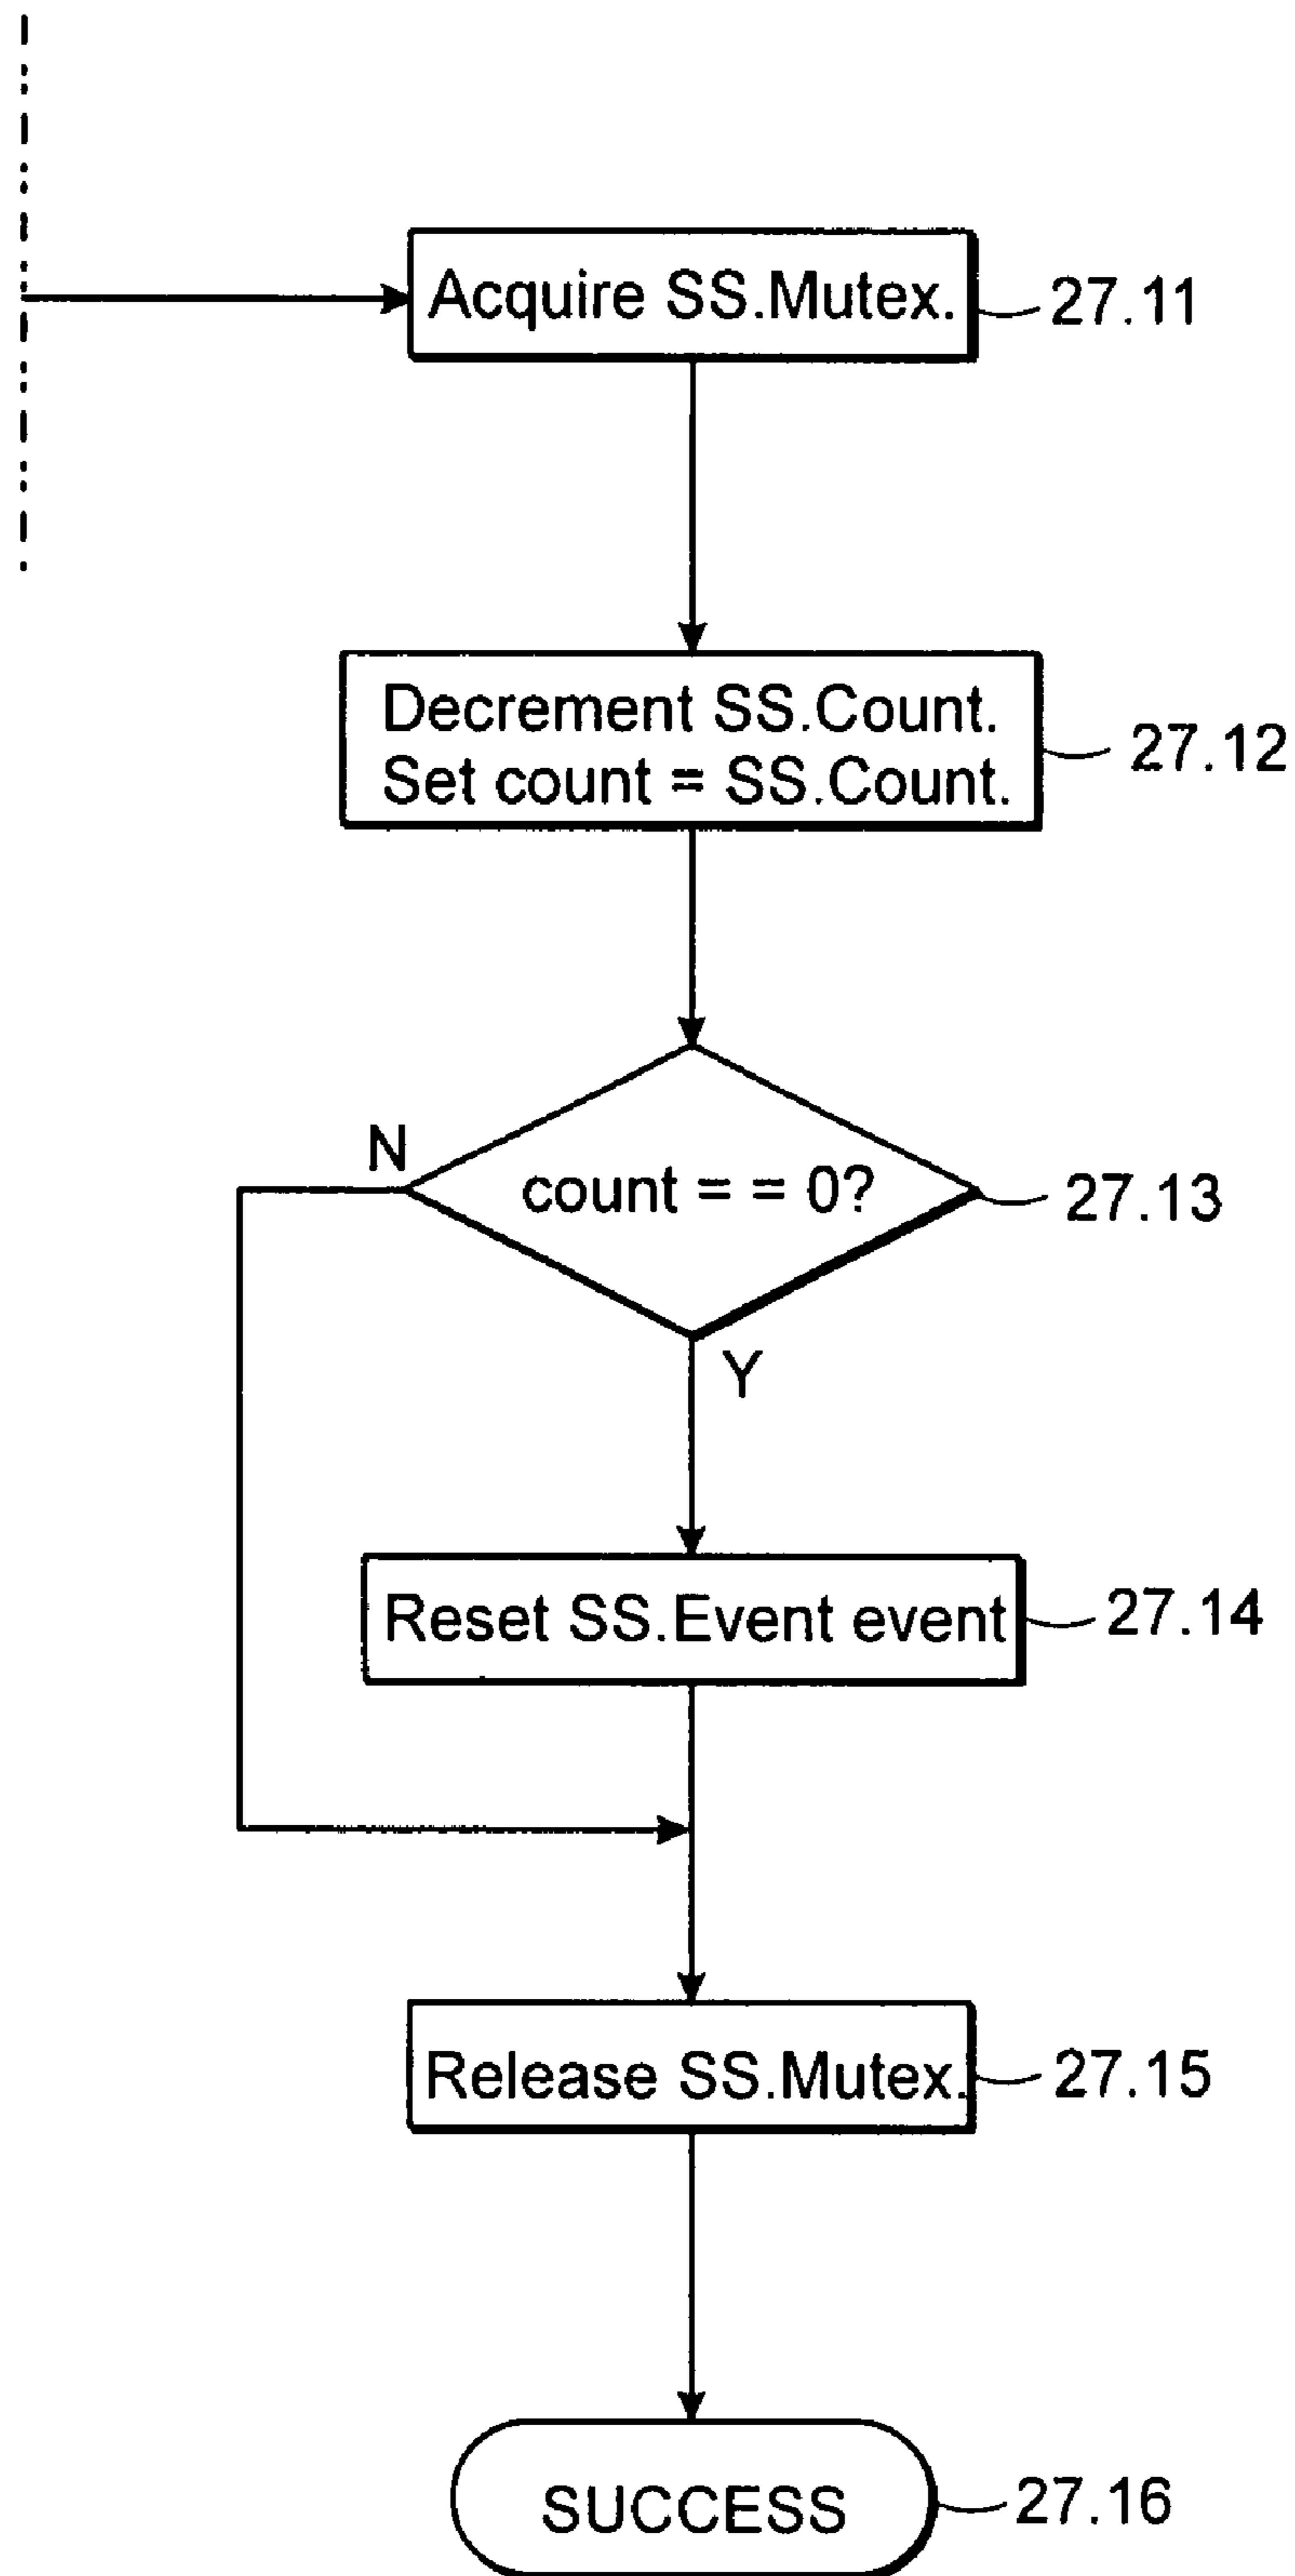 Acquire SS.Mutex.
27.11
Decrement SS.Count.
Set count = SS.Count.
27.12
N
count = = 0?
27.13
Y
Reset SS.Event event
27.14
Release SS.Mutex.
27.15
SUCCESS
27.16